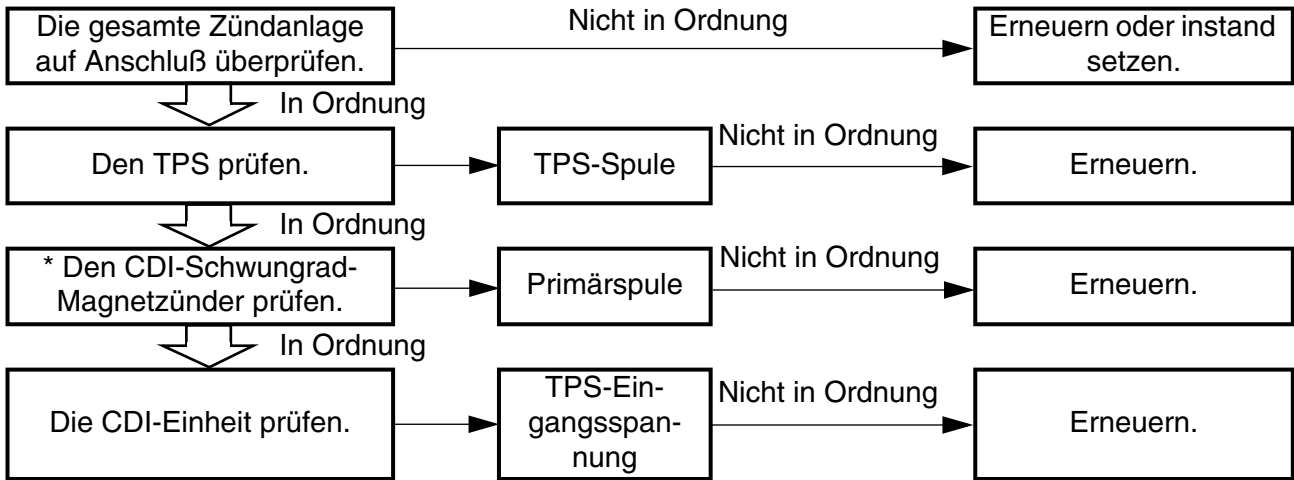 Die gesamte Zündanlage
auf Anschluß überprüfen.
Nicht in Ordnung
Erneuern oder instand
setzen.
In Ordnung
Den TPS prüfen.
TPS-Spule
Nicht in Ordnung
Erneuern.
In Ordnung
* Den CDI-Schwungrad-
Magnetzünder prüfen.
Primärspule
Nicht in Ordnung
Erneuern.
In Ordnung
Die CDI-Einheit prüfen.
TPS-Ein-
gangsspan-
nung
Nicht in Ordnung
Erneuern.